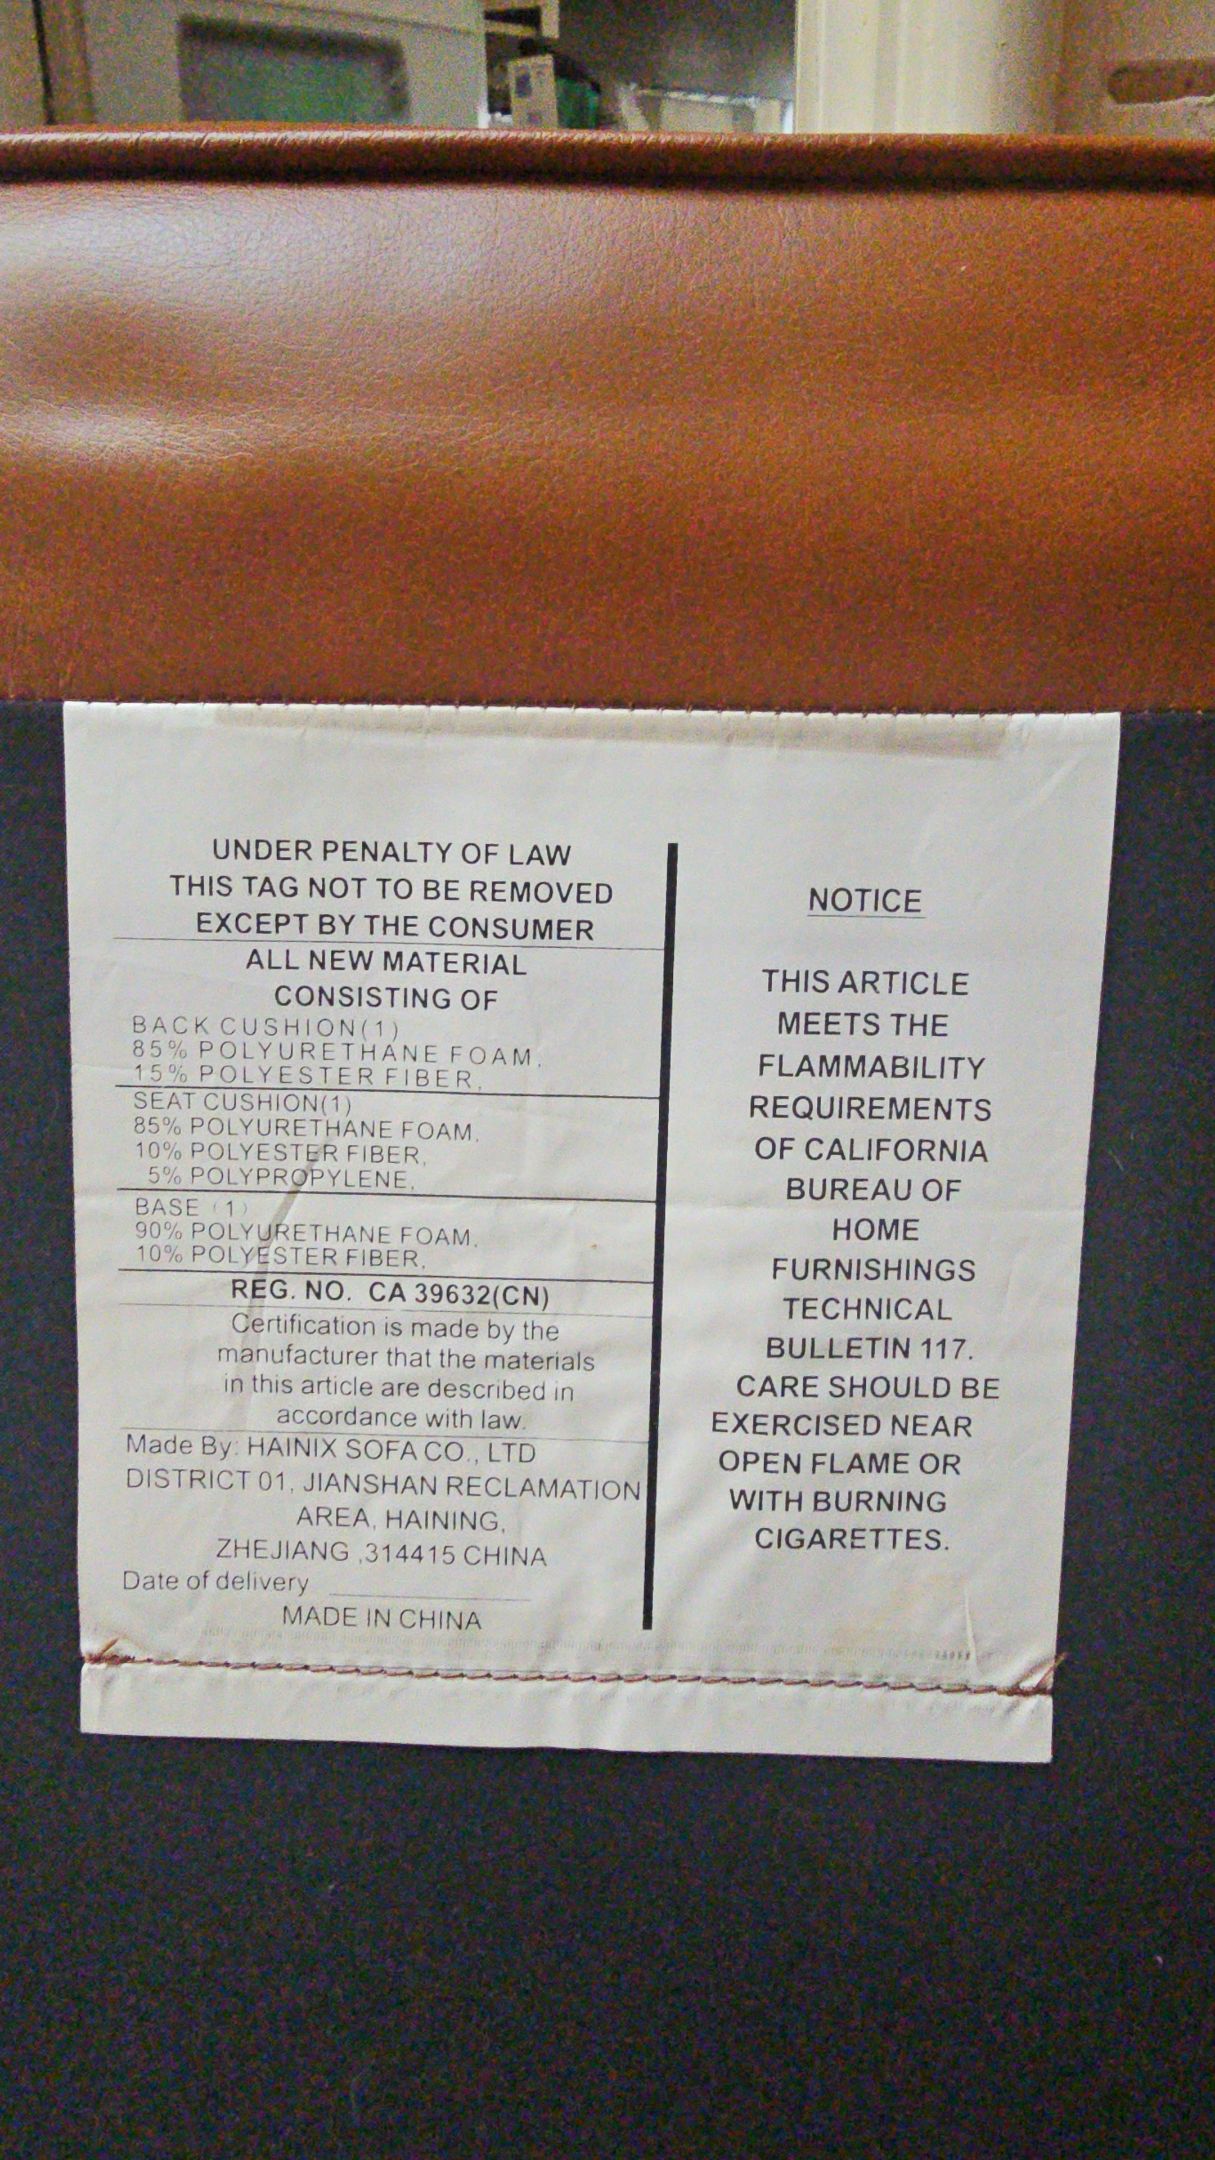 UNDER PENALTY OF LAW
THIS TAG NOT TO BE REMOVED
EXCEPT BY THE CONSUMER
ALL NEW MATERIAL
CONSISTING OF
BACK CUSHION(1)
85% POLYURETHANE FOAM,
15% POLYESTER FIBER,
SEAT CUSHION(1)
85% POLYURETHANE FOAM,
10% POLYESTER FIBER,
5% POLYPROPYLENE,
BASE (1)
90% POLYURETHANE FOAM,
10% POLYESTER FIBER,
REG. NO. CA 39632(CN)
Certification is made by the
manufacturer that the materials
in this article are described in
accordance with law.
Made By: HAINIX SOFA CO., LTD
DISTRICT 01, JIANSHAN RECLAMATION
AREA, HAINING,
ZHEJIANG ,314415 CHINA
Date of delivery
MADE IN CHINA
NOTICE
THIS ARTICLE
MEETS THE
FLAMMABILITY
REQUIREMENTS
OF CALIFORNIA
BUREAU OF
HOME
FURNISHINGS
TECHNICAL
BULLETIN 117.
CARE SHOULD BE
EXERCISED NEAR
OPEN FLAME OR
WITH BURNING
CIGARETTES.